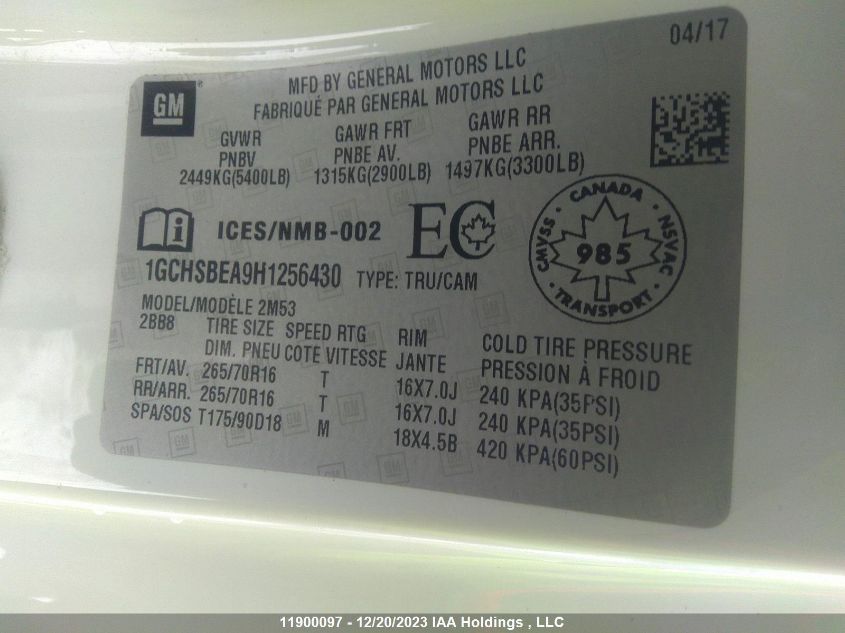 04/17
GM
MFD BY GENERAL MOTORS LLC
FABRIQUÉ PAR GENERAL MOTORS LLC
GVWR GAWR FRT GAWR RR
PNBV PNBE AV. PNBE ARR.
2449KG(5400LB) 1315KG(2900LB) 1497KG(3300LB)
ICES/NMB-002 EC
CANADA
CMVSS 985 NSVAC
TRANSPORT
1GCHSBEA9H1256430 TYPE: TRU/CAM
MODEL/MODÈLE 2M53
2BB8 TIRE SIZE SPEED RTG RIM COLD TIRE PRESSURE
DIM. PNEU COTE VITESSE JANTE PRESSION À FROID
FRT/AV. 265/70R16 T 16X7.0J 240 KPA(35PSI)
RR/ARR. 265/70R16 T 16X7.0J 240 KPA(35PSI)
SPA/SOS T175/90D18 M 18X4.5B 420 KPA(60PSI)
11900097 - 12/20/2023 IAA Holdings , LLC